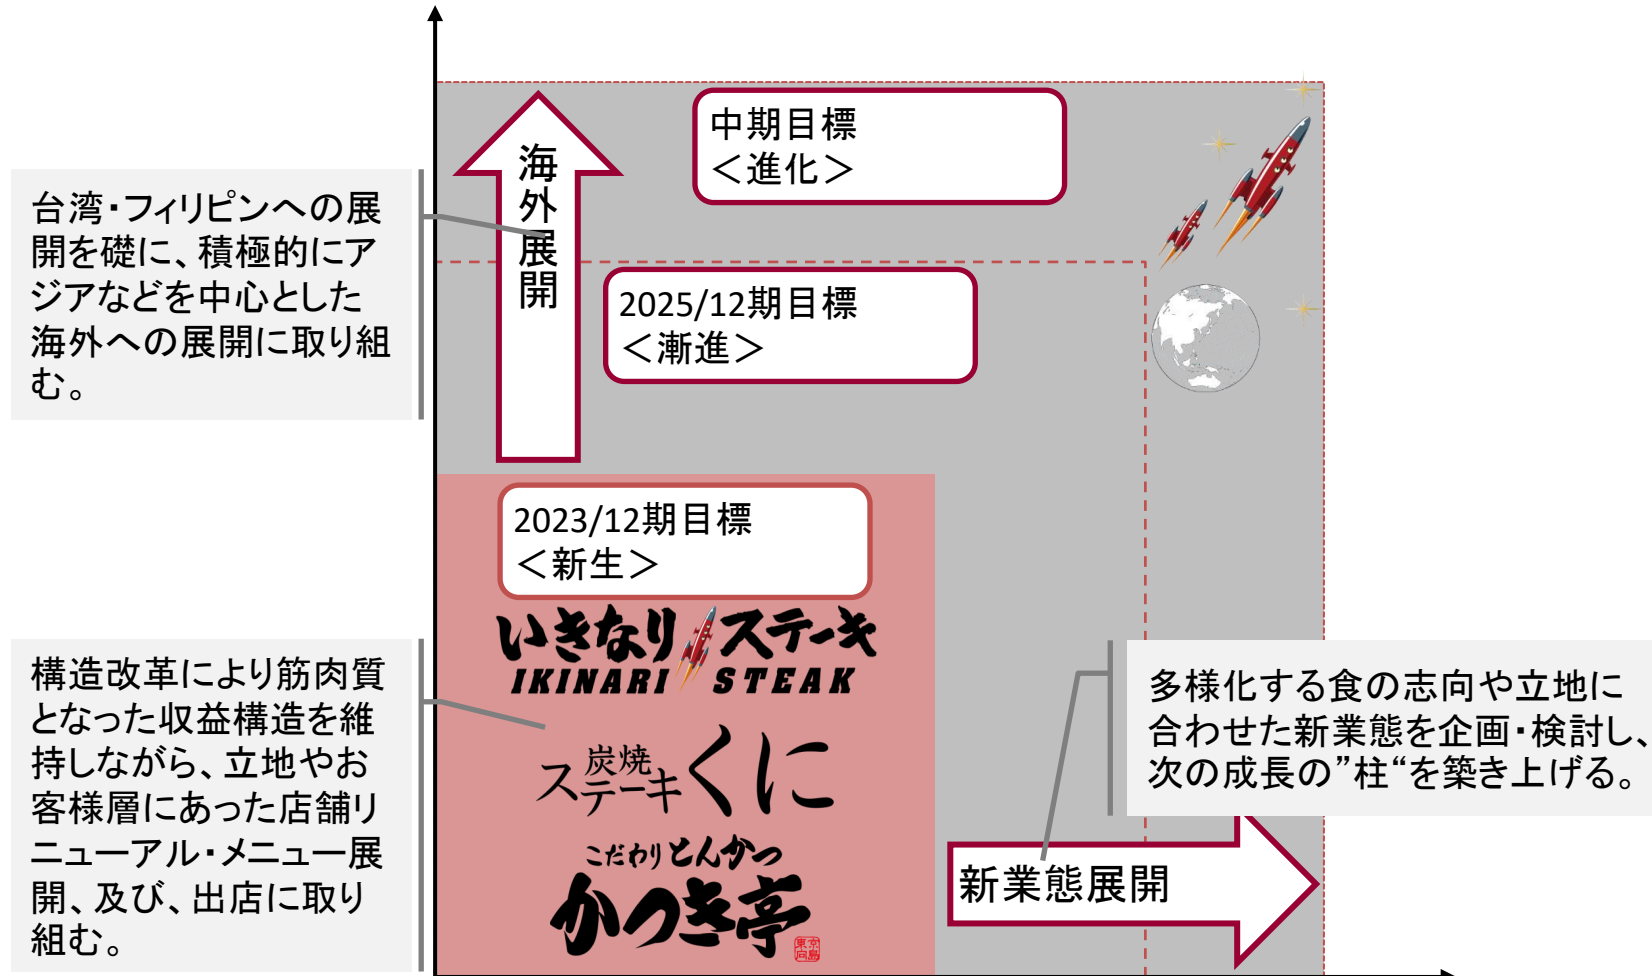 中期目標
＜進化＞
海外展開
台湾・フィリピンへの展
開を礎に、積極的にア
ジアなどを中心とした
海外への展開に取り組
む。
2025/12期目標
＜漸進＞
2023/12期目標
＜新生＞
いきなりステーキ
IKINARI STEAK
炭焼
ステーキくに
こだわりとんかつ
かつき亭
東京
向島
構造改革により筋肉質
となった収益構造を維
持しながら、立地やお
客様層にあった店舗リ
ニューアル・メニュー展
開、及び、出店に取り
組む。
多様化する食の志向や立地に
合わせた新業態を企画・検討し、
次の成長の”柱“を築き上げる。
新業態展開